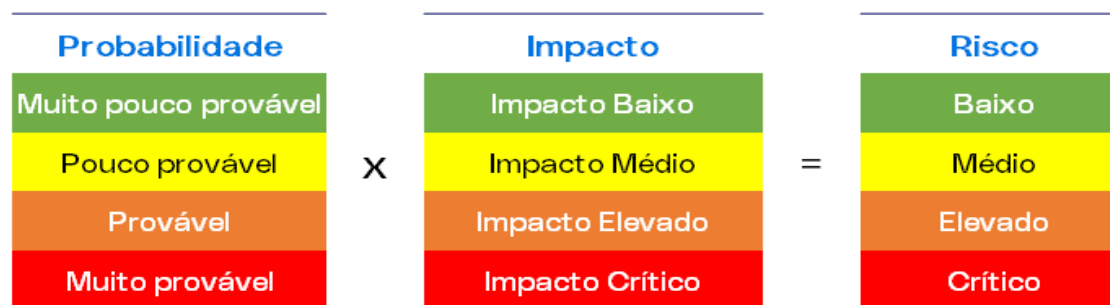 Probabilidade
Impacto
Risco
Muito pouco provável
Impacto Baixo
Baixo
Pouco provável
x
Impacto Médio
=
Médio
Provável
Impacto Elevado
Elevado
Muito provável
Impacto Crítico
Crítico